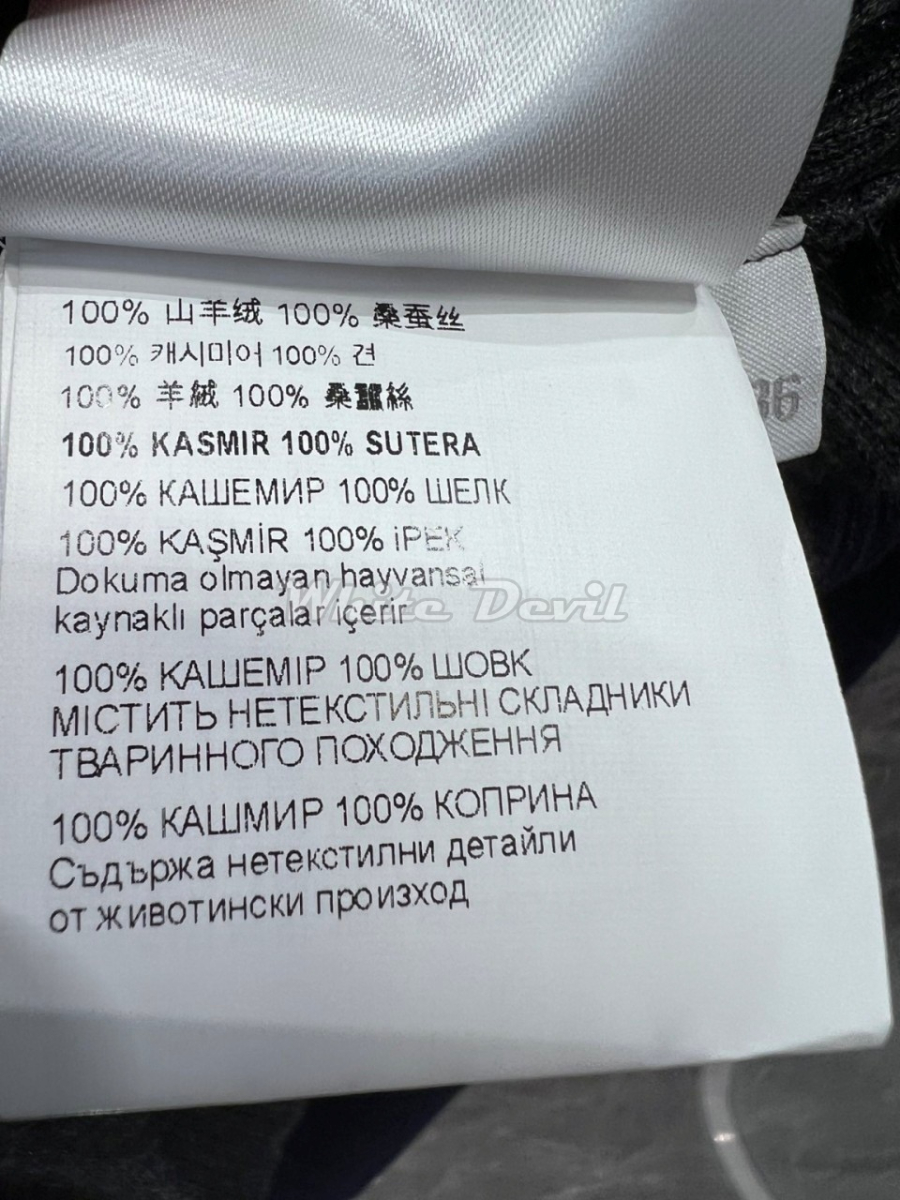 100% 山羊绒 100% 桑蚕丝
100% 캐시미어 100% 견
100% 羊絨 100% 桑蠶絲
100% KASMIR 100% SUTERA
100% КАШЕМИР 100% ШЕЛК
100% KAŞMİR 100% İPEK
Dokuma olmayan hayvansal
kaynaklı parçalar içerir
White Devil
100% КАШЕМІР 100% ШОВК
МІСТИТЬ НЕТЕКСТИЛЬНІ СКЛАДНИКИ
ТВАРИННОГО ПОХОДЖЕННЯ
100% КАШМИР 100% КОПРИНА
Съдържа нетекстилни детайли
от животински произход
36